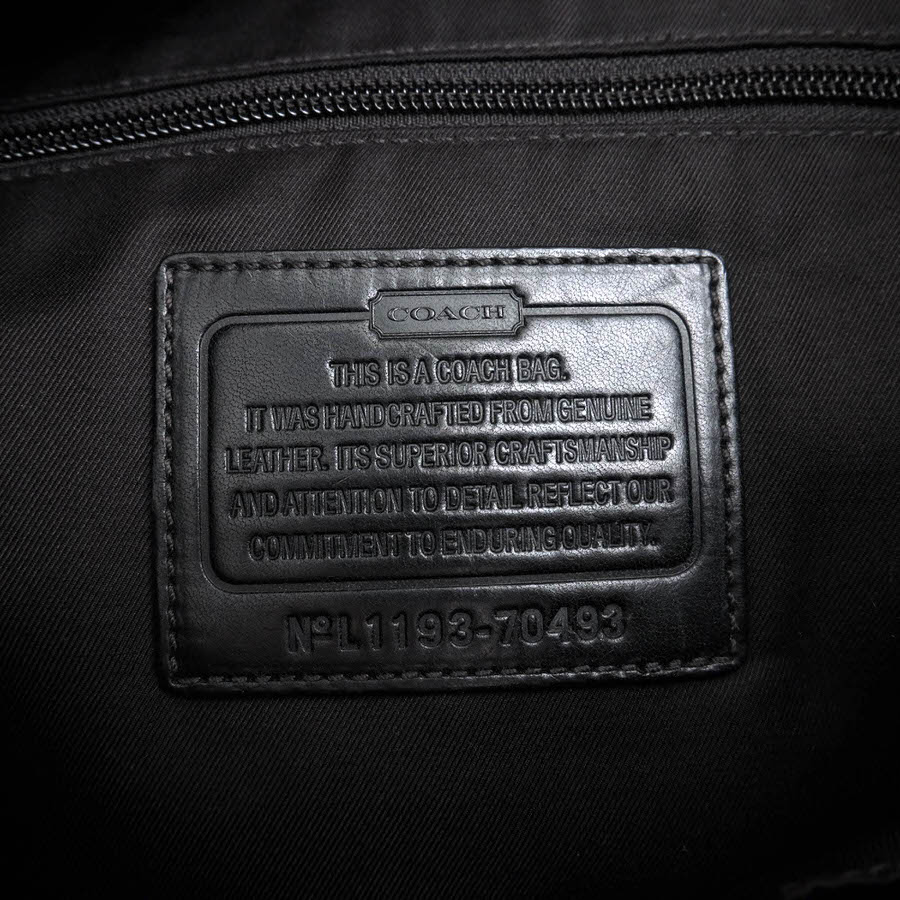 COACH
THIS IS A COACH BAG.
IT WAS HANDCRAFTED FROM GENUINE
LEATHER. ITS SUPERIOR CRAFTSMANSHIP
AND ATTENTION TO DETAIL REFLECT OUR
COMMITMENT TO ENDURING QUALITY.
Nº L1193-70493